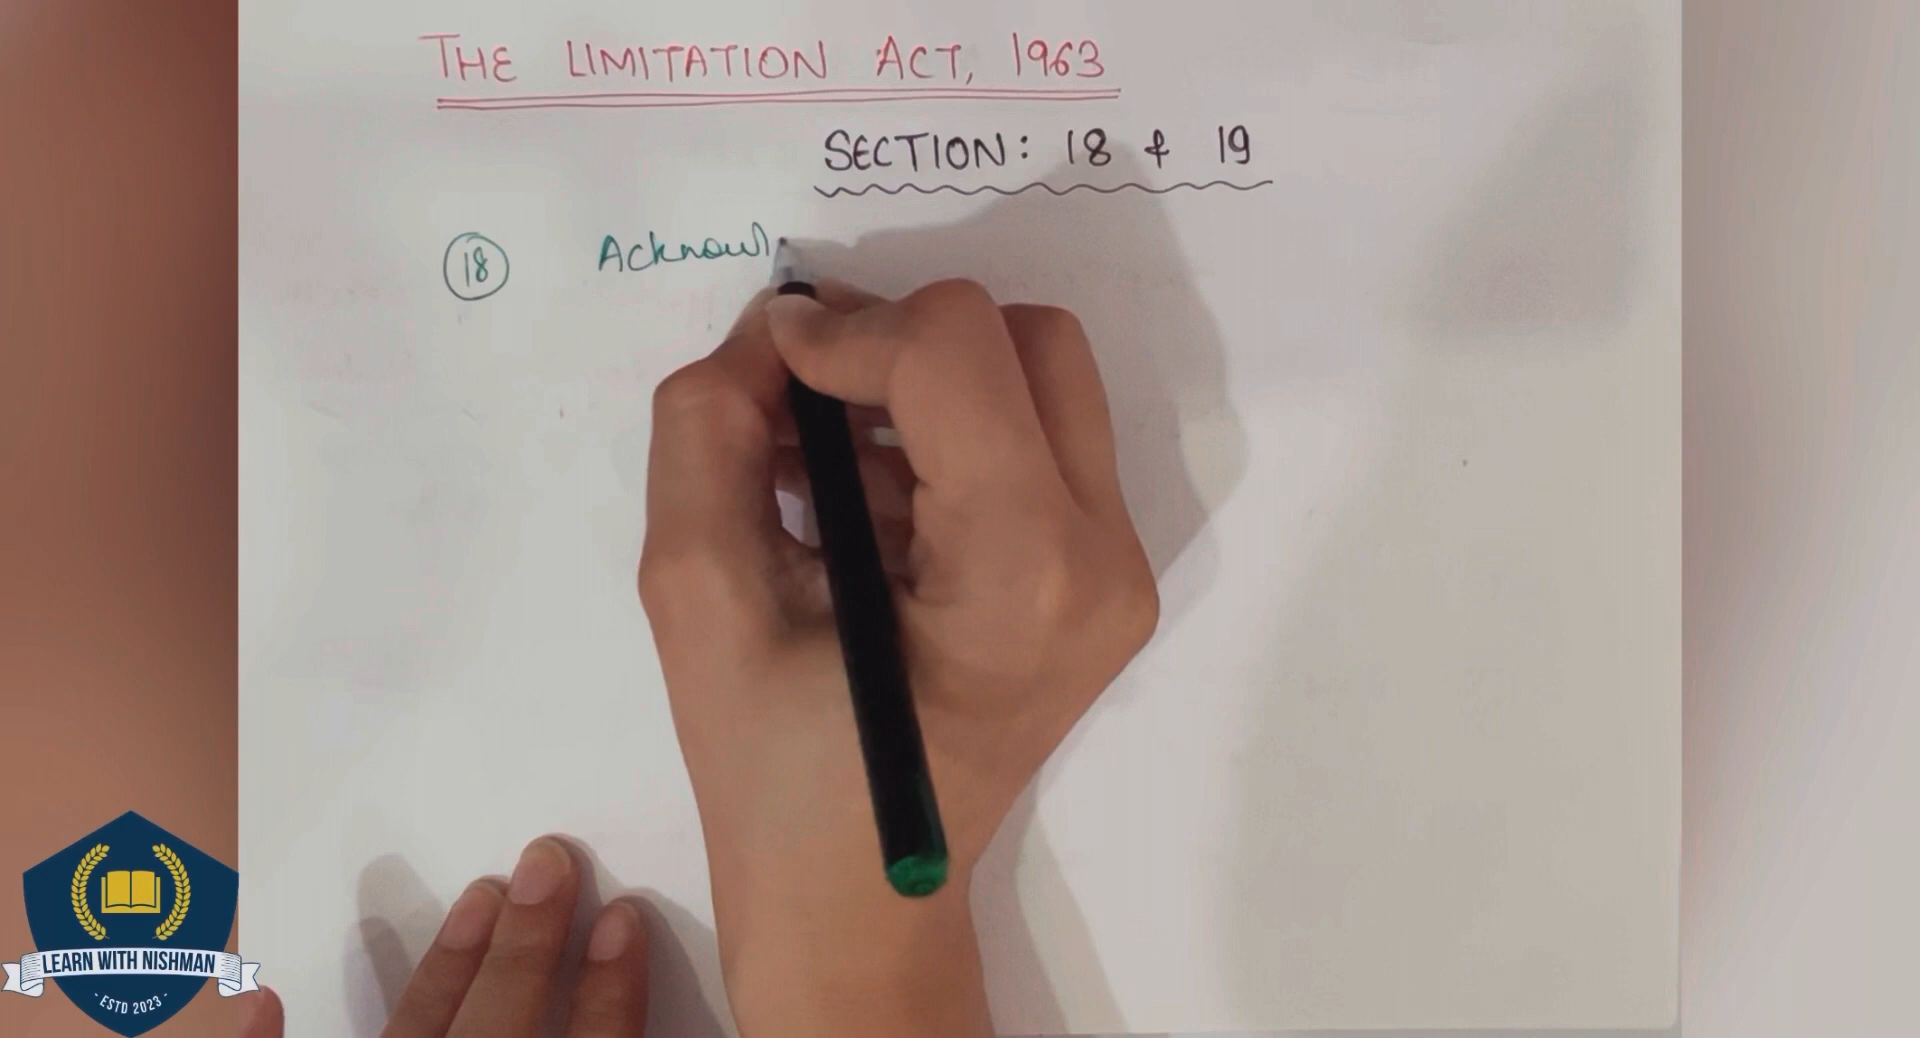 THE LIMITATION ACT, 1963
SECTION: 18 & 19
18 Acknowl
LEARN WITH NISHMAN
- ESTD 2023 -